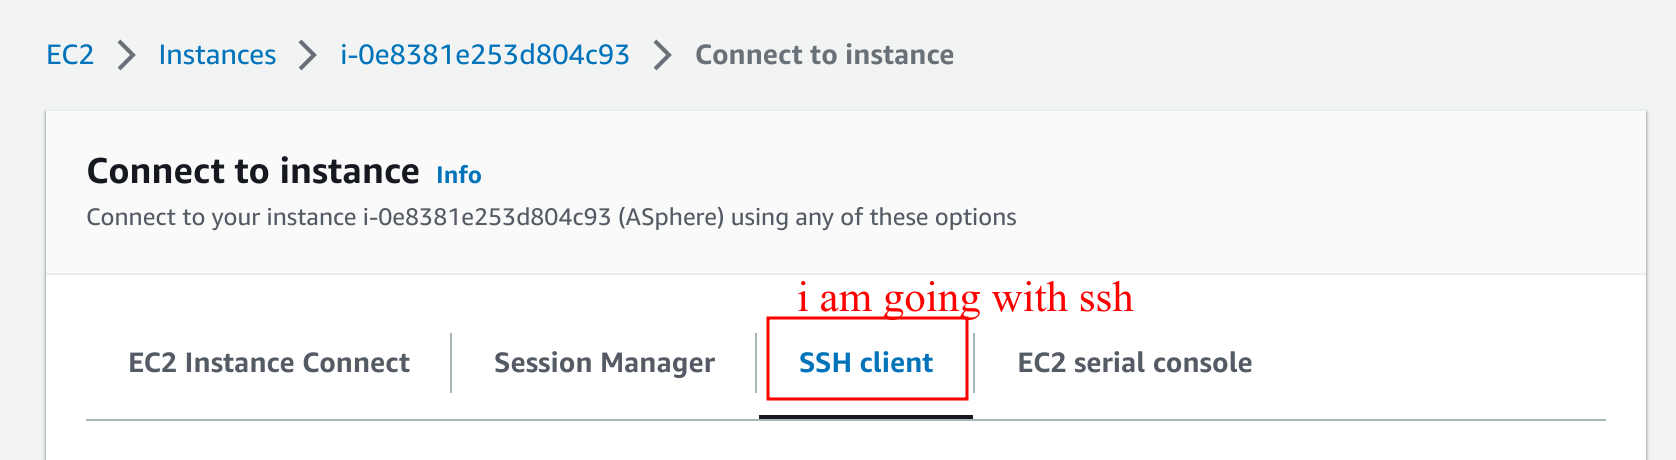 EC2 Instances i-0e8381e253d804c93 Connect to instance
Connect to instance Info
Connect to your instance i-0e8381e253d804c93 (ASphere) using any of these options
i am going with ssh
EC2 Instance Connect Session Manager SSH client EC2 serial console